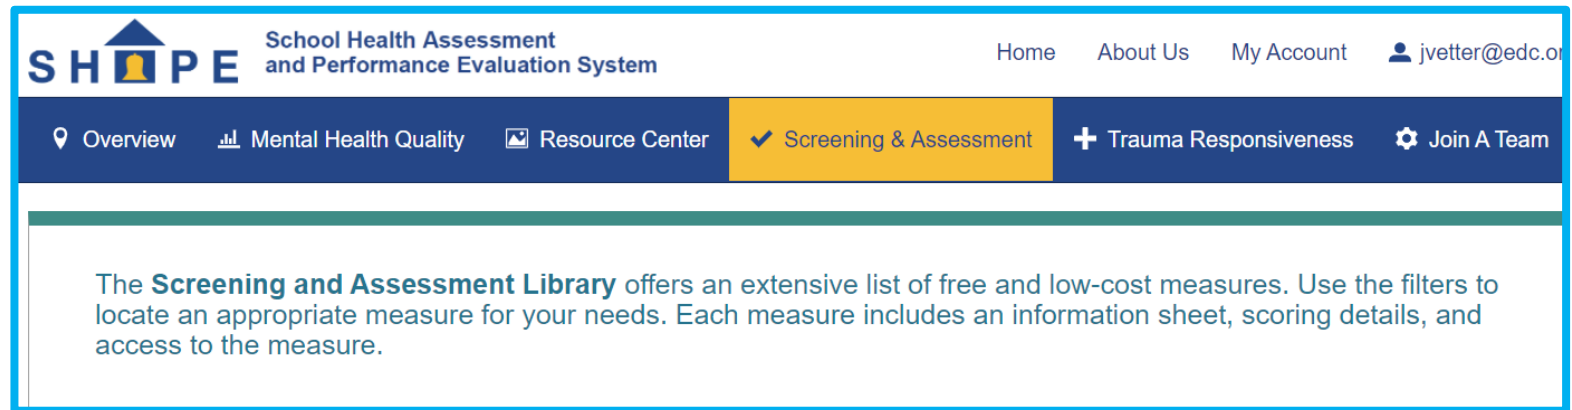 SHAPE
School Health Assessment
and Performance Evaluation System
Home About Us My Account jvetter@edc.or
Overview Mental Health Quality Resource Center Screening & Assessment Trauma Responsiveness Join A Team
The Screening and Assessment Library offers an extensive list of free and low-cost measures. Use the filters to
locate an appropriate measure for your needs. Each measure includes an information sheet, scoring details, and
access to the measure.